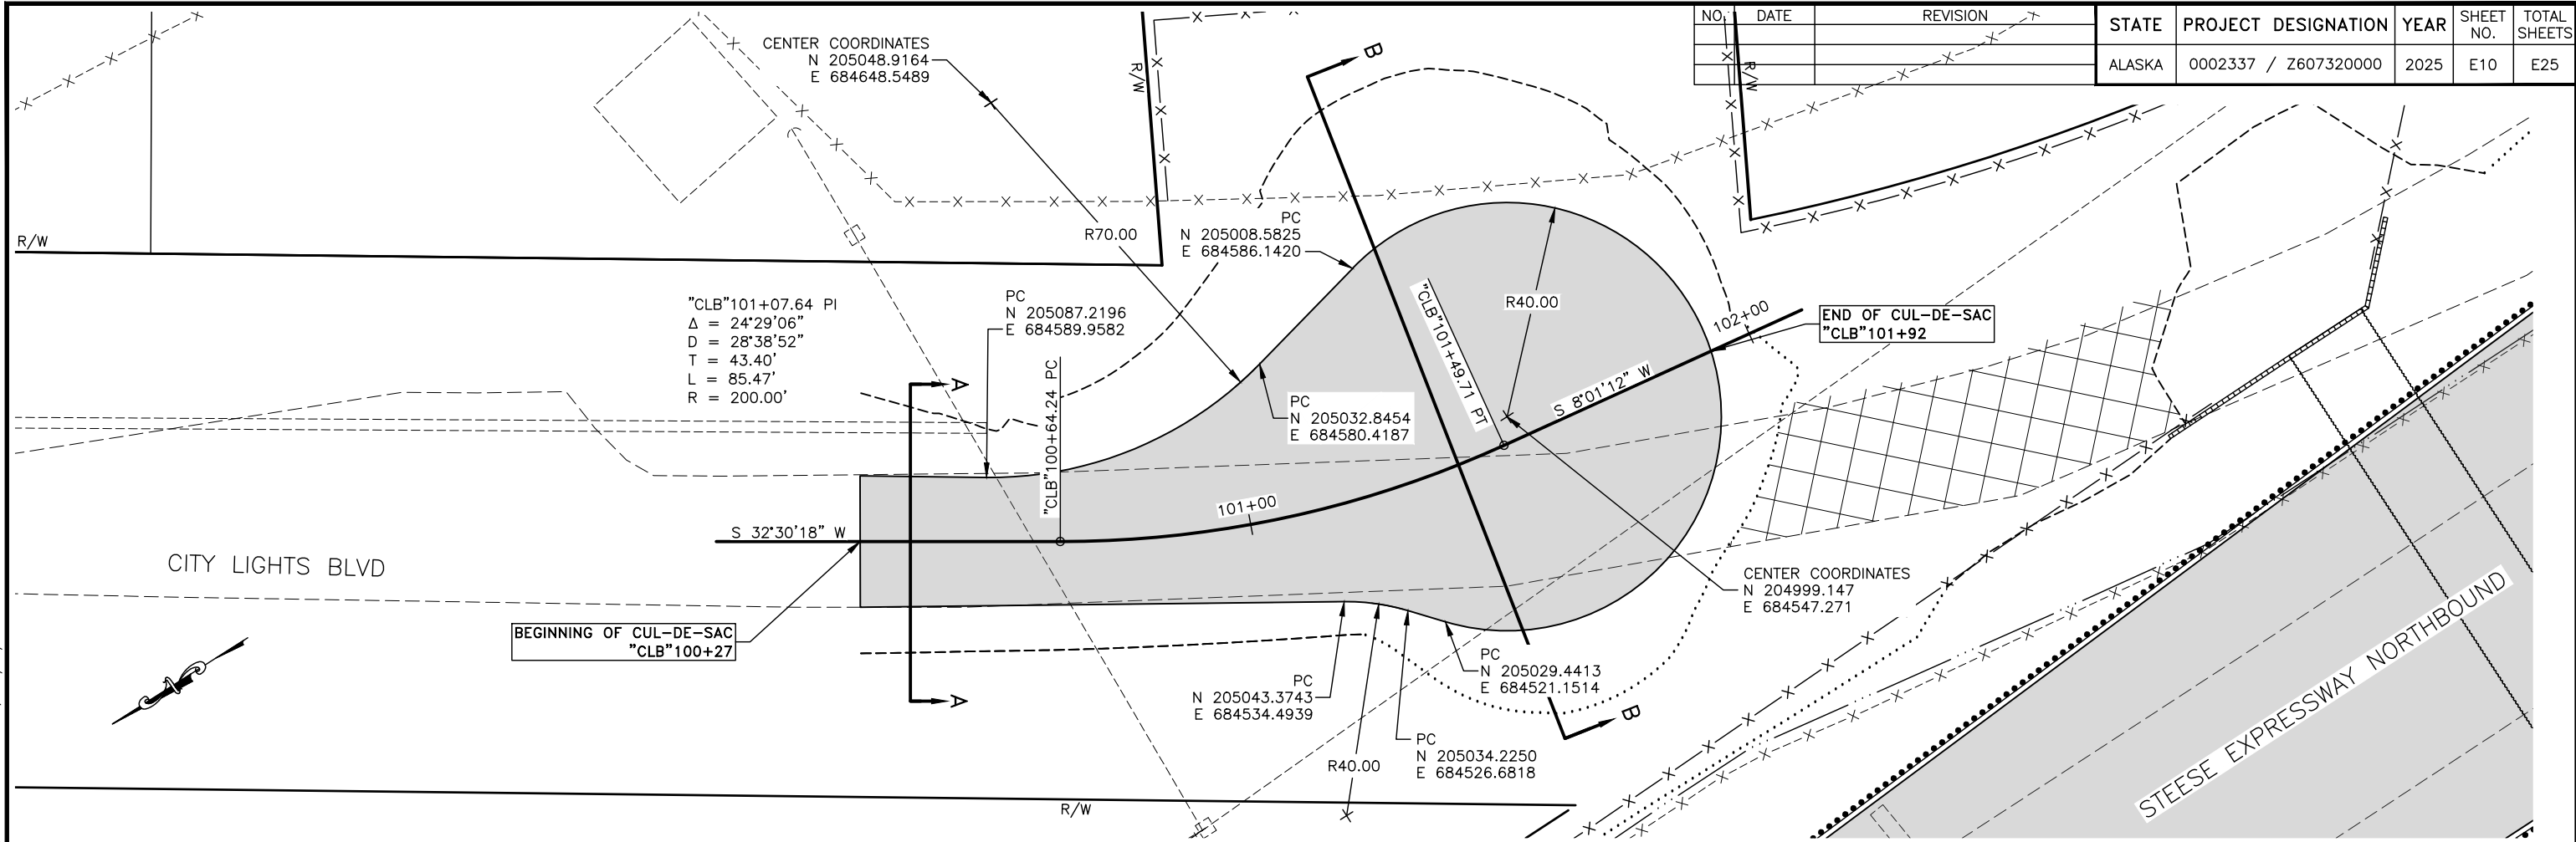 NO.
DATE
REVISION
STATE
PROJECT DESIGNATION
YEAR
SHEET
NO.
TOTAL
SHEETS
ALASKA
0002337 / Z607320000
2025
E10
E25
CENTER COORDINATES
N 205048.9164
E 684648.5489
R/W
R/W
B
R/W
R70.00
PC
N 205008.5825
E 684586.1420
R40.00
"CLB"101+07.64 PI
Δ = 24°29'06"
D = 28°38'52"
T = 43.40'
L = 85.47'
R = 200.00'
PC
N 205087.2196
E 684589.9582
"CLB"100+64.24 PC
"CLB"101+49.71 PT
102+00
END OF CUL-DE-SAC
"CLB"101+92
A
PC
N 205032.8454
E 684580.4187
S 8°01'12" W
101+00
S 32°30'18" W
CITY LIGHTS BLVD
BEGINNING OF CUL-DE-SAC
"CLB"100+27
CENTER COORDINATES
N 204999.147
E 684547.271
A
PC
N 205043.3743
E 684534.4939
PC
N 205029.4413
E 684521.1514
B
PC
N 205034.2250
E 684526.6818
R40.00
R/W
STEESE EXPRESSWAY NORTHBOUND
N